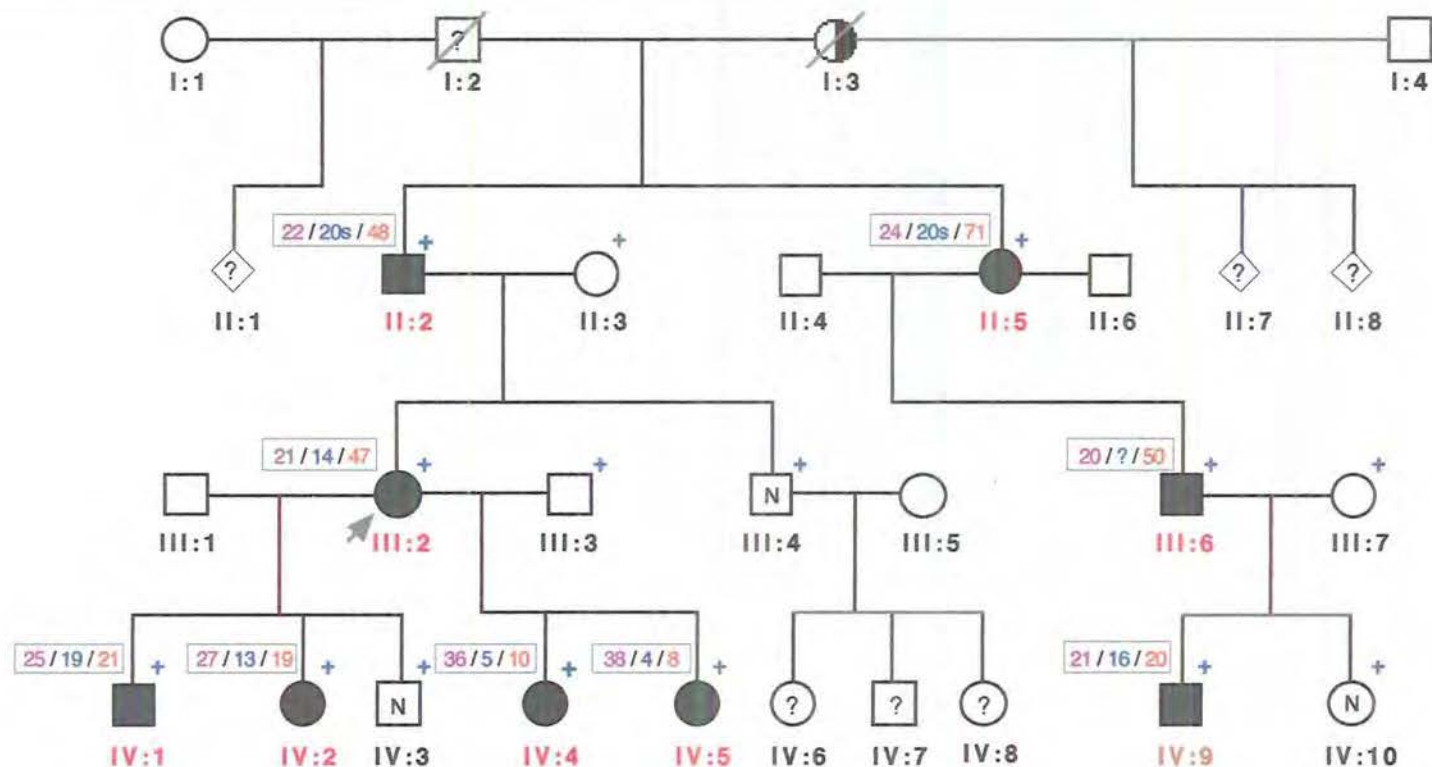 ?
I:1 I:2 I:3 I:4
22 / 20s / 48 + + 24 / 20s / 71 +
? ? ?
II:1 II:2 II:3 II:4 II:5 II:6 II:7 II:8
21 / 14 / 47 + + + 20 / ? / 50 + +
N
III:1 III:2 III:3 III:4 III:5 III:6 III:7
25 / 19 / 21 + 27 / 13 / 19 + + 36 / 5 / 10 + 38 / 4 / 8 + 21 / 16 / 20 + +
N ? ? ? N
IV:1 IV:2 IV:3 IV:4 IV:5 IV:6 IV:7 IV:8 IV:9 IV:10